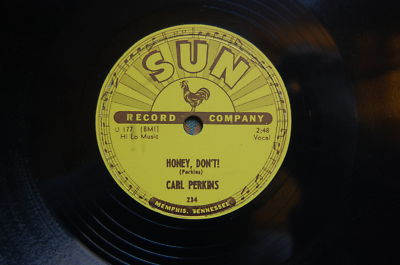 SUN
RECORD COMPANY
U 177 (BMI) 2:48
Hi Lo Music Vocal
HONEY, DON'T!
(Perkins)
CARL PERKINS
234
MEMPHIS, TENNESSEE